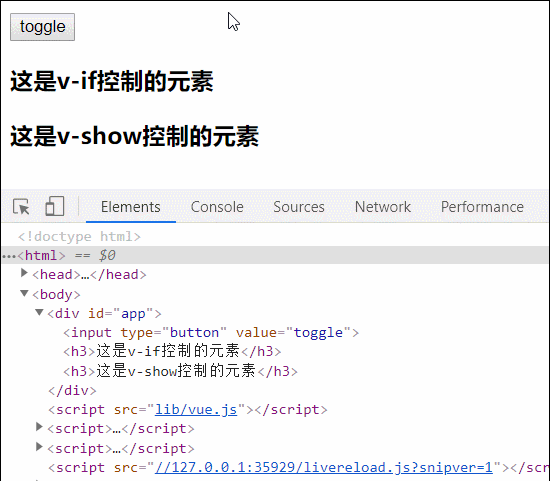 toggle
这是v-if控制的元素
这是v-show控制的元素
Elements Console Sources Network Performance
<!doctype html>
…<html> == $0
<head>…</head>
<body>
<div id="app">
<input type="button" value="toggle">
<h3>这是v-if控制的元素</h3>
<h3>这是v-show控制的元素</h3>
</div>
<script src="lib/vue.js"></script>
<script>…</script>
<script>…</script>
<script src="//127.0.0.1:35929/livereload.js?snipver=1"></scr